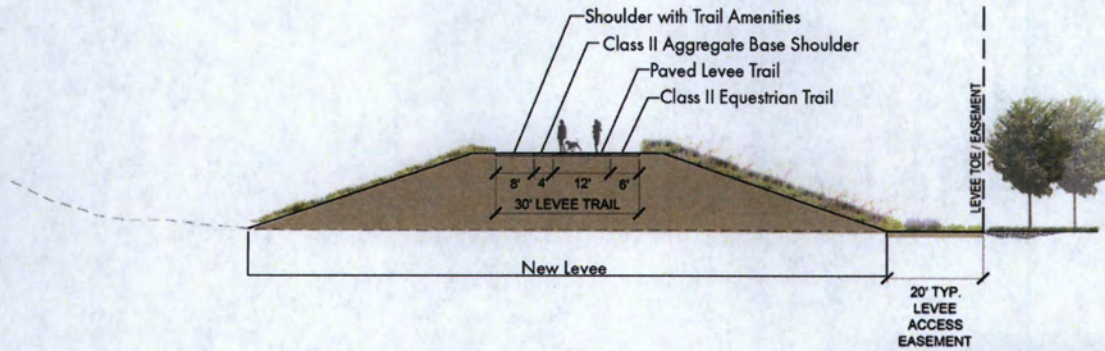 Shoulder with Trail Amenities
Class II Aggregate Base Shoulder
Paved Levee Trail
Class II Equestrian Trail
LEVEE TOE / EASEMENT
8' 4' 12' 6'
30' LEVEE TRAIL
New Levee
20' TYP.
LEVEE
ACCESS
EASEMENT